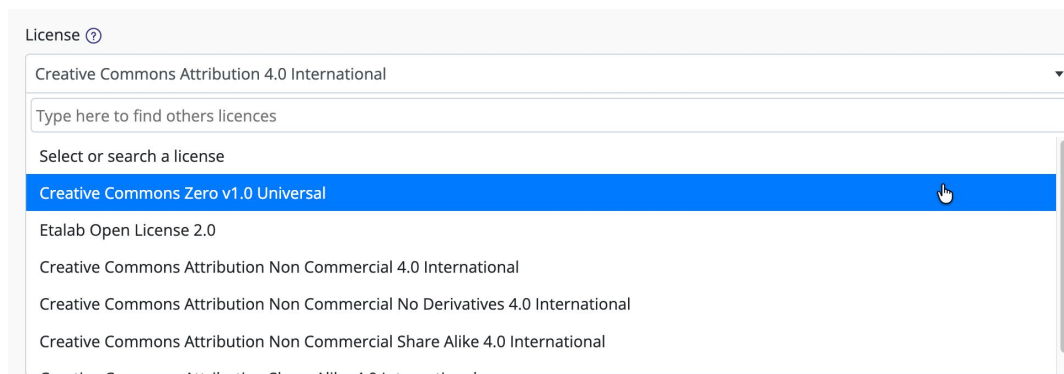 License ?
Creative Commons Attribution 4.0 International
Type here to find others licences
Select or search a license
Creative Commons Zero v1.0 Universal
Etalab Open License 2.0
Creative Commons Attribution Non Commercial 4.0 International
Creative Commons Attribution Non Commercial No Derivatives 4.0 International
Creative Commons Attribution Non Commercial Share Alike 4.0 International